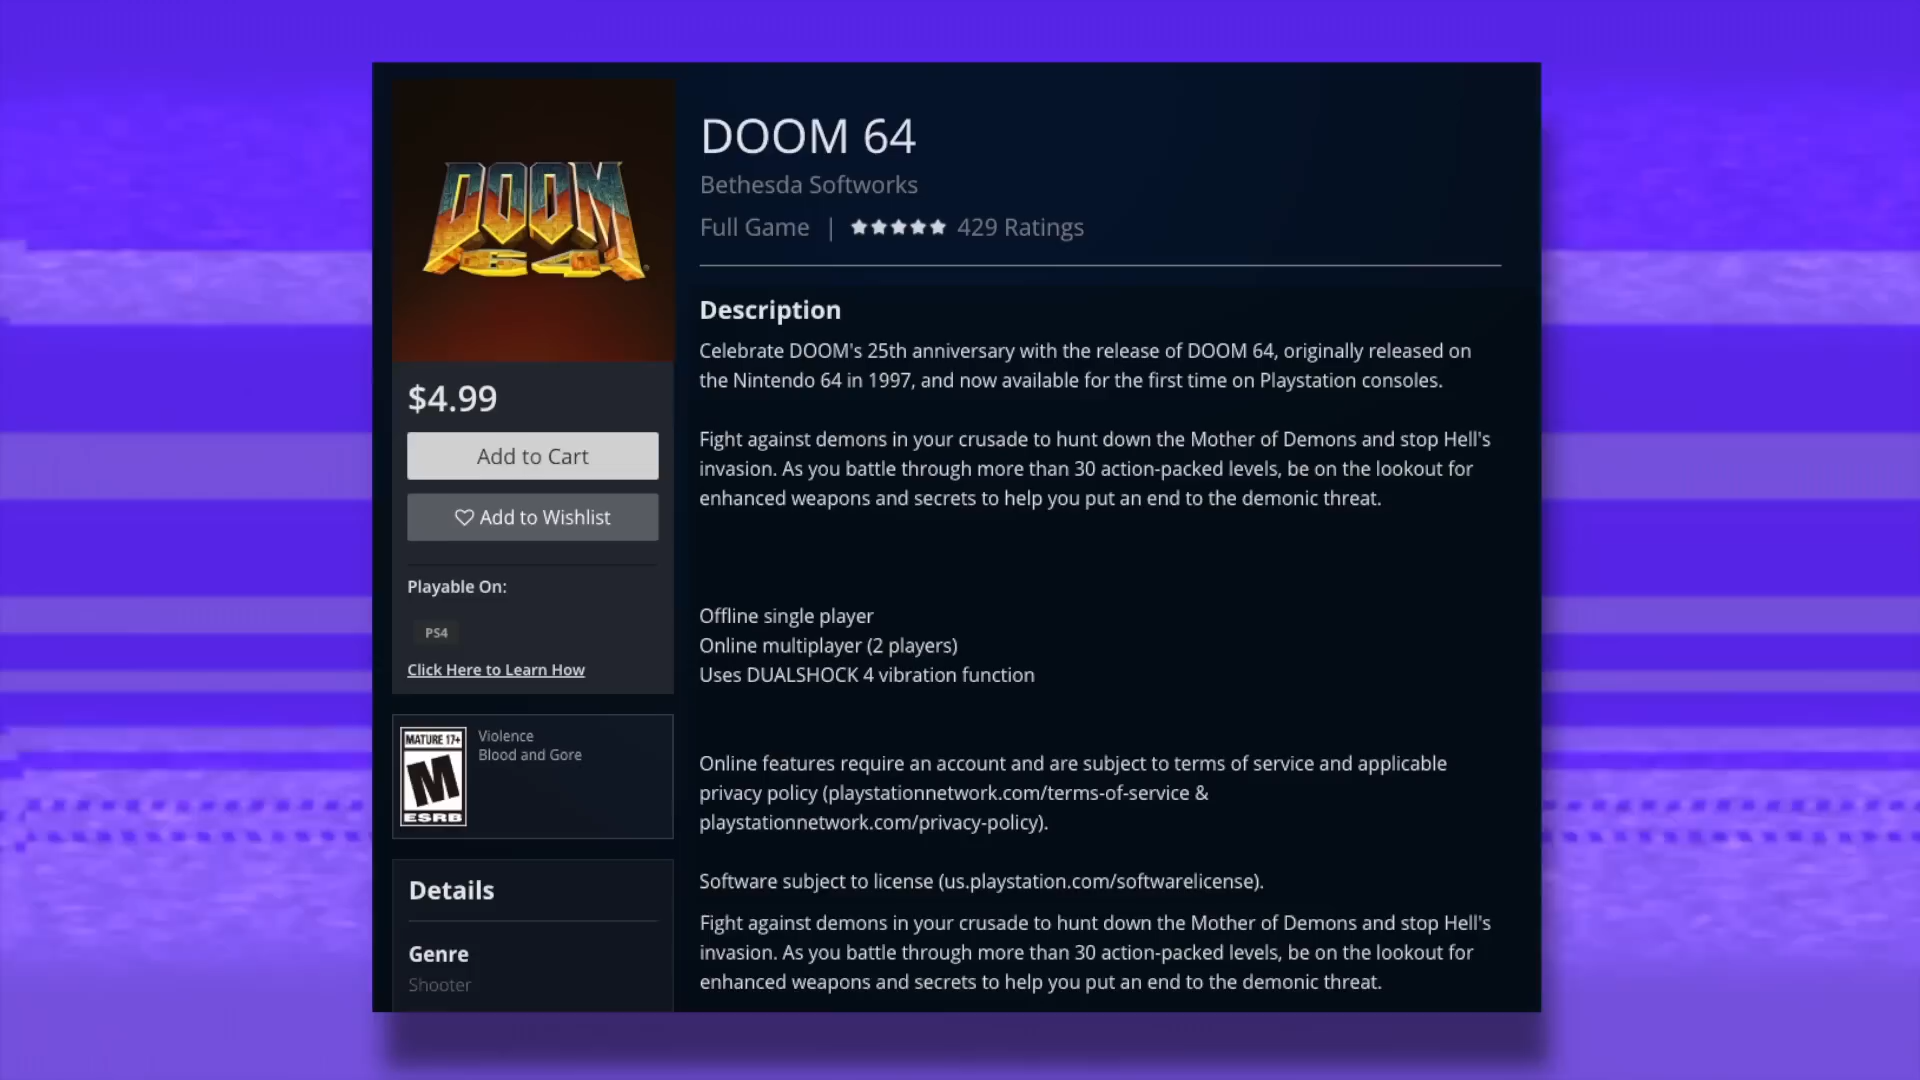 DOOM
64
$4.99
Add to Cart
Add to Wishlist
Playable On:
PS4
Click Here to Learn How
MATURE 17+
M
ESRB
Violence
Blood and Gore
Details
Genre
Shooter
DOOM 64
Bethesda Softworks
Full Game | ★★★★★ 429 Ratings
Description
Celebrate DOOM's 25th anniversary with the release of DOOM 64, originally released on
the Nintendo 64 in 1997, and now available for the first time on Playstation consoles.
Fight against demons in your crusade to hunt down the Mother of Demons and stop Hell's
invasion. As you battle through more than 30 action-packed levels, be on the lookout for
enhanced weapons and secrets to help you put an end to the demonic threat.
Offline single player
Online multiplayer (2 players)
Uses DUALSHOCK 4 vibration function
Online features require an account and are subject to terms of service and applicable
privacy policy (playstationnetwork.com/terms-of-service &
playstationnetwork.com/privacy-policy).
Software subject to license (us.playstation.com/softwarelicense).
Fight against demons in your crusade to hunt down the Mother of Demons and stop Hell's
invasion. As you battle through more than 30 action-packed levels, be on the lookout for
enhanced weapons and secrets to help you put an end to the demonic threat.